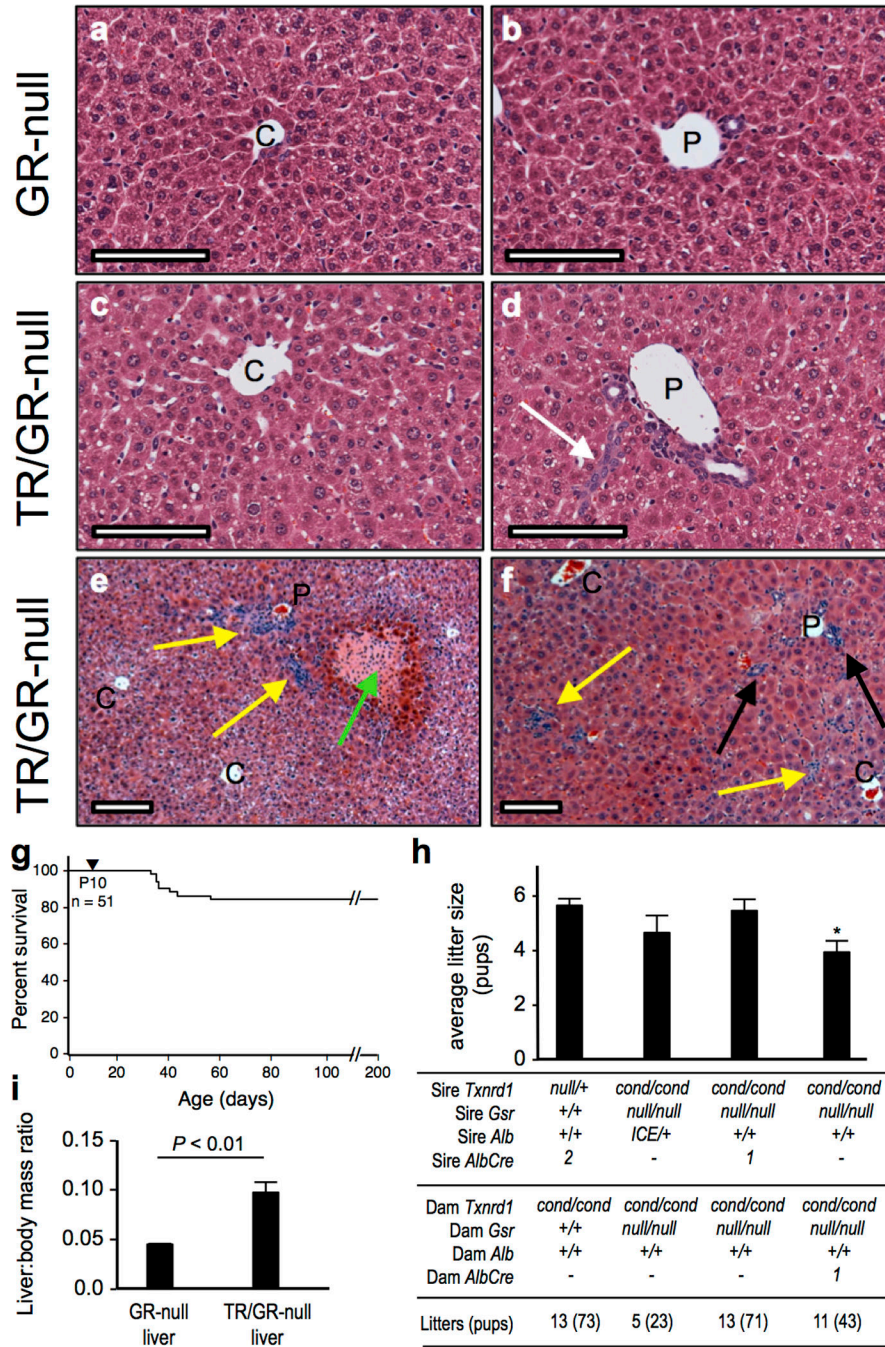 GR-null
a
C
b
P
TR/GR-null
c
C
d
P
TR/GR-null
e
P
C
C
f
C
P
C
g
Percent survival
100
80
60
40
20
0
P10
n = 51
0 20 40 60 80 100 200
Age (days)
h
average litter size
(pups)
6
4
2
0
*
Sire Txnrd1 null/+ cond/cond cond/cond cond/cond
Sire Gsr +/+ null/null null/null null/null
Sire Alb +/+ ICE/+ +/+ +/+
Sire AlbCre 2 - 1 -
Dam Txnrd1 cond/cond cond/cond cond/cond cond/cond
Dam Gsr +/+ null/null null/null null/null
Dam Alb +/+ +/+ +/+ +/+
Dam AlbCre - - - 1
Litters (pups) 13 (73) 5 (23) 13 (71) 11 (43)
i
Liver:body mass ratio
0.15
0.10
0.05
0.0
P < 0.01
GR-null
liver
TR/GR-null
liver